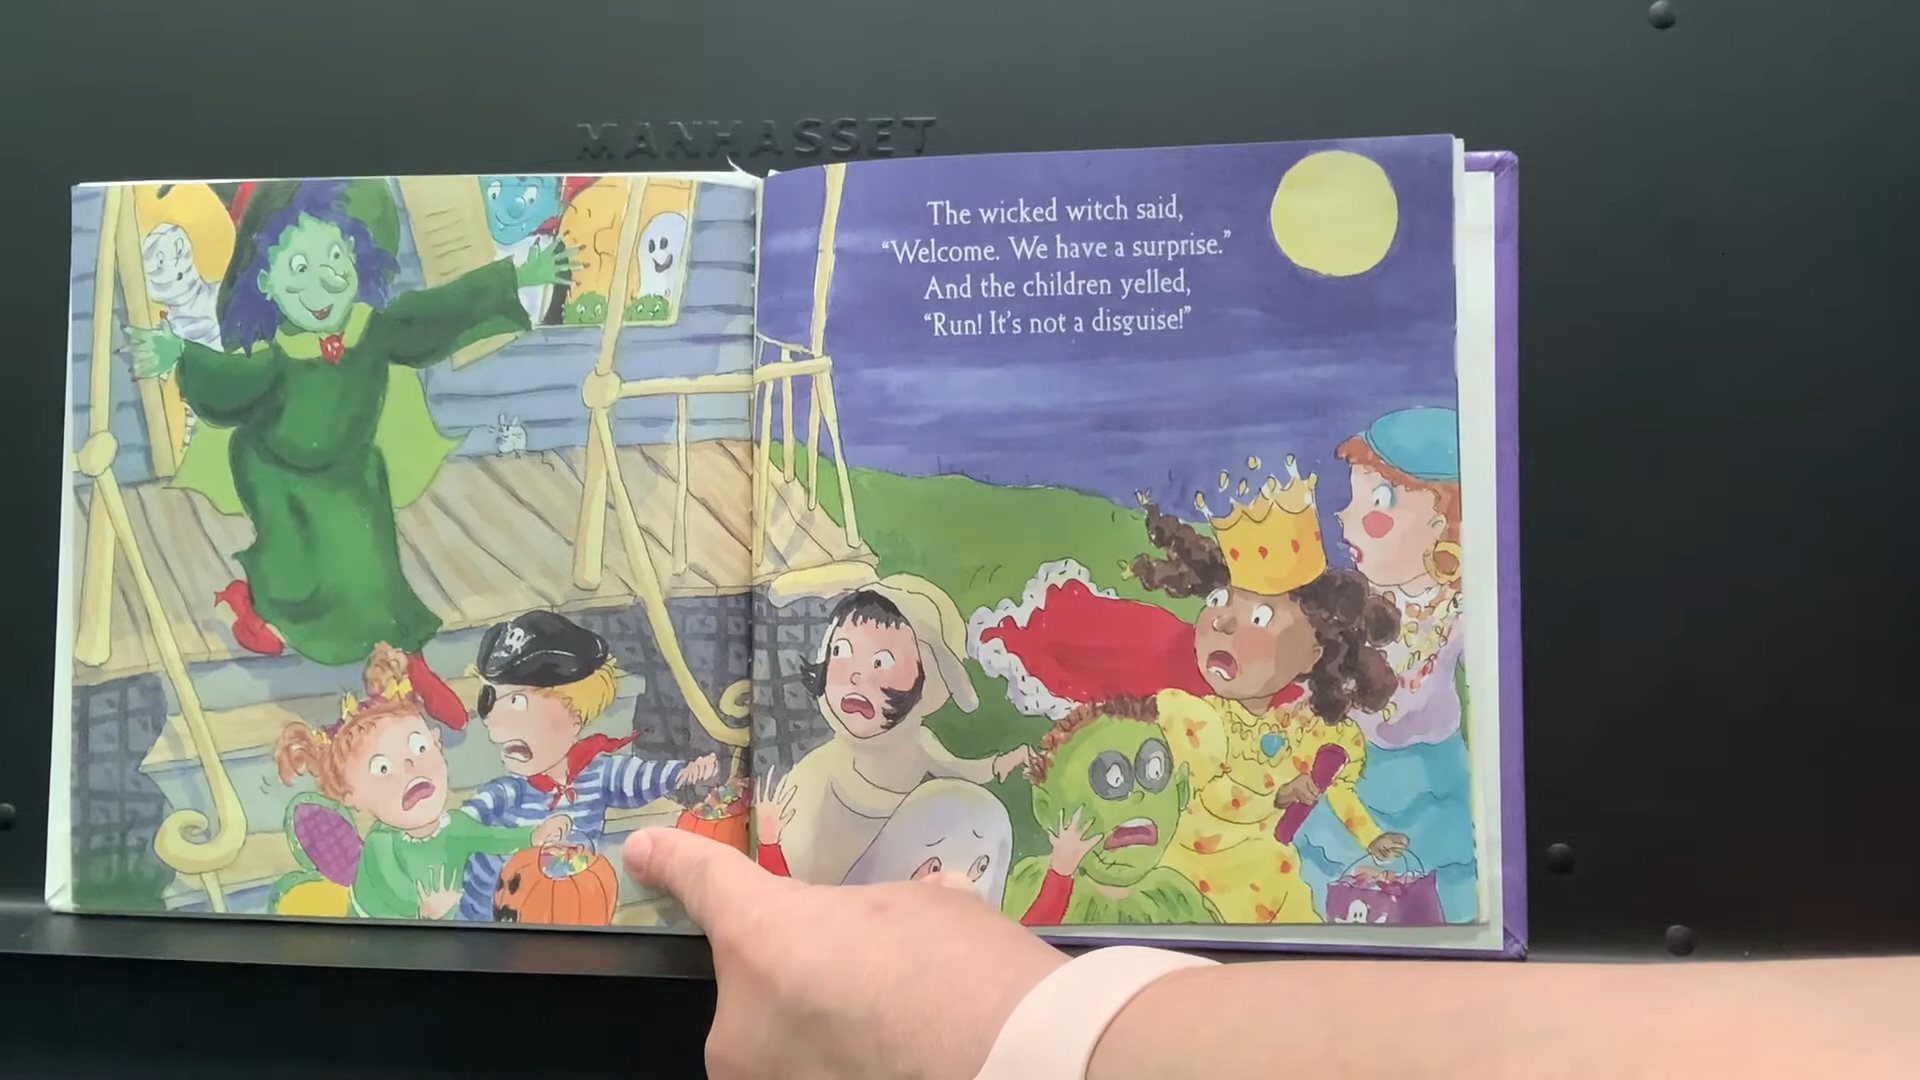 MANHASSET
The wicked witch said,
“Welcome. We have a surprise.”
And the children yelled,
“Run! It's not a disguise!”